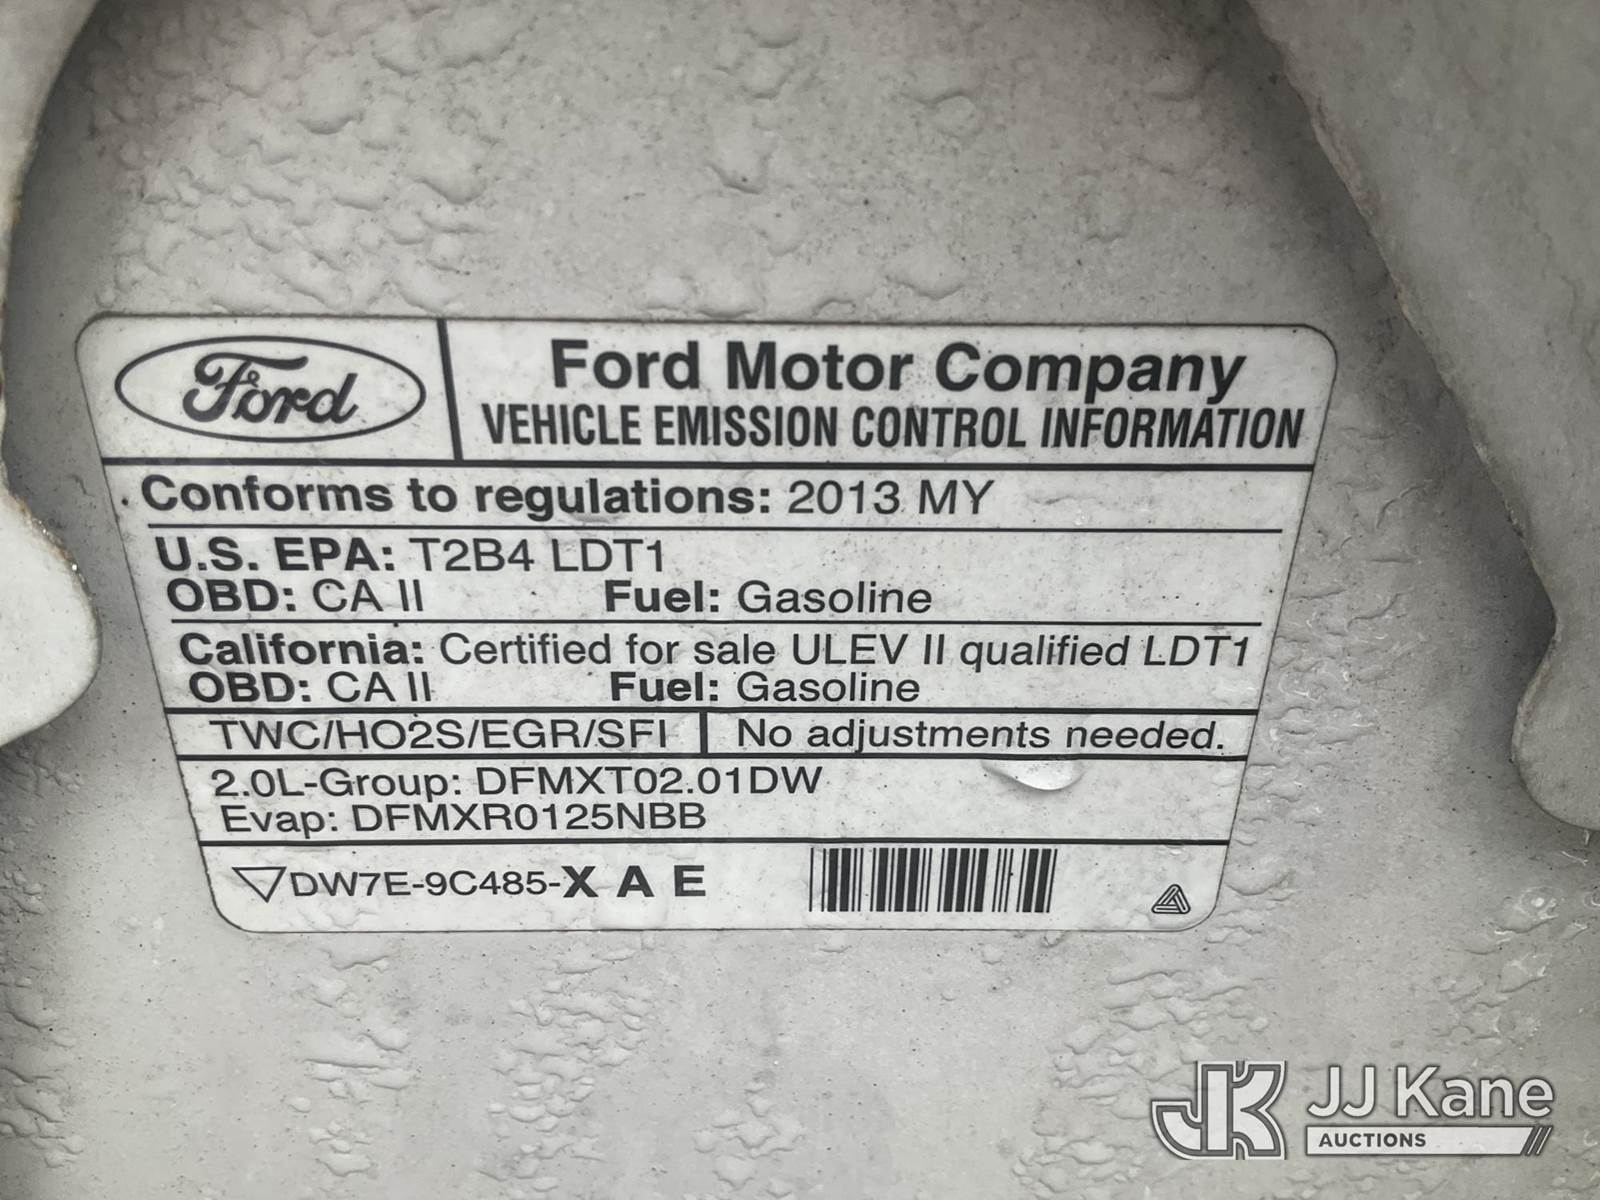 Ford
Ford Motor Company
VEHICLE EMISSION CONTROL INFORMATION
Conforms to regulations: 2013 MY
U.S. EPA: T2B4 LDT1
OBD: CA II Fuel: Gasoline
California: Certified for sale ULEV II qualified LDT1
OBD: CA II Fuel: Gasoline
TWC/HO2S/EGR/SFI No adjustments needed.
2.0L-Group: DFMXT02.01DW
Evap: DFMXR0125NBB
DW7E-9C485-X A E
JK JJ Kane
AUCTIONS